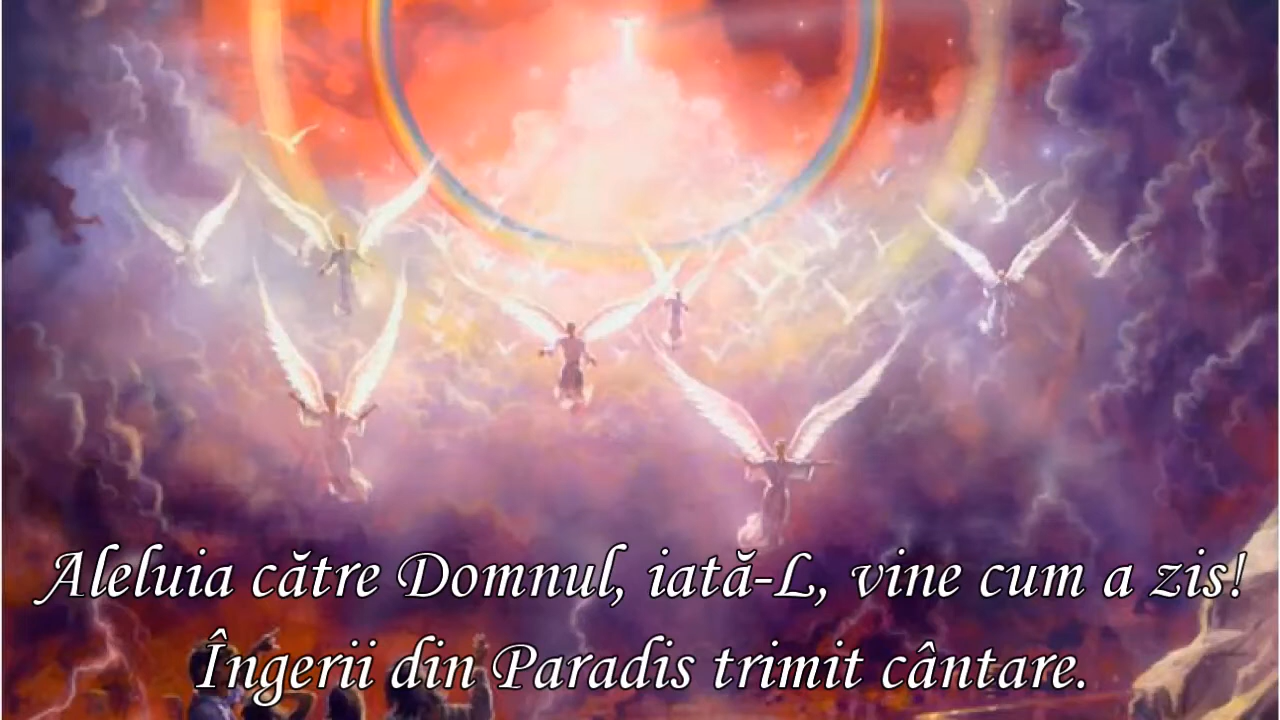 Aleluia către Domnul, iată-L, vine cum a zis!
Îngerii din Paradis trimit cântare.